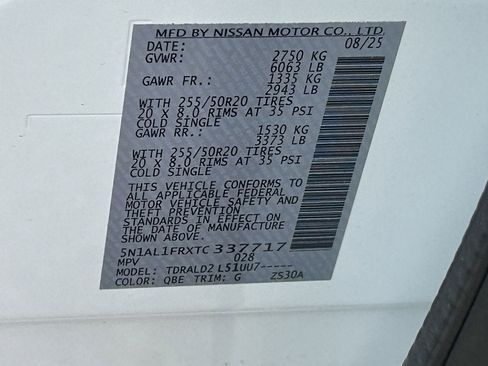 MFD BY NISSAN MOTOR CO., LTD.
DATE: 08/25
GVWR: 2750 KG
6063 LB
GAWR FR.: 1335 KG
2943 LB
WITH 255/50R20 TIRES
20 X 8.0 RIMS AT 35 PSI
COLD SINGLE
GAWR RR.: 1530 KG
3373 LB
WITH 255/50R20 TIRES
20 X 8.0 RIMS AT 35 PSI
COLD SINGLE
THIS VEHICLE CONFORMS TO
ALL APPLICABLE FEDERAL
MOTOR VEHICLE SAFETY AND
THEFT PREVENTION
STANDARDS IN EFFECT ON
THE DATE OF MANUFACTURE
SHOWN ABOVE.
5N1AL1FRXTC337717
MPV 028
MODEL: TDRALD2 L51UU7-----
COLOR: QBE TRIM: G ZS30A